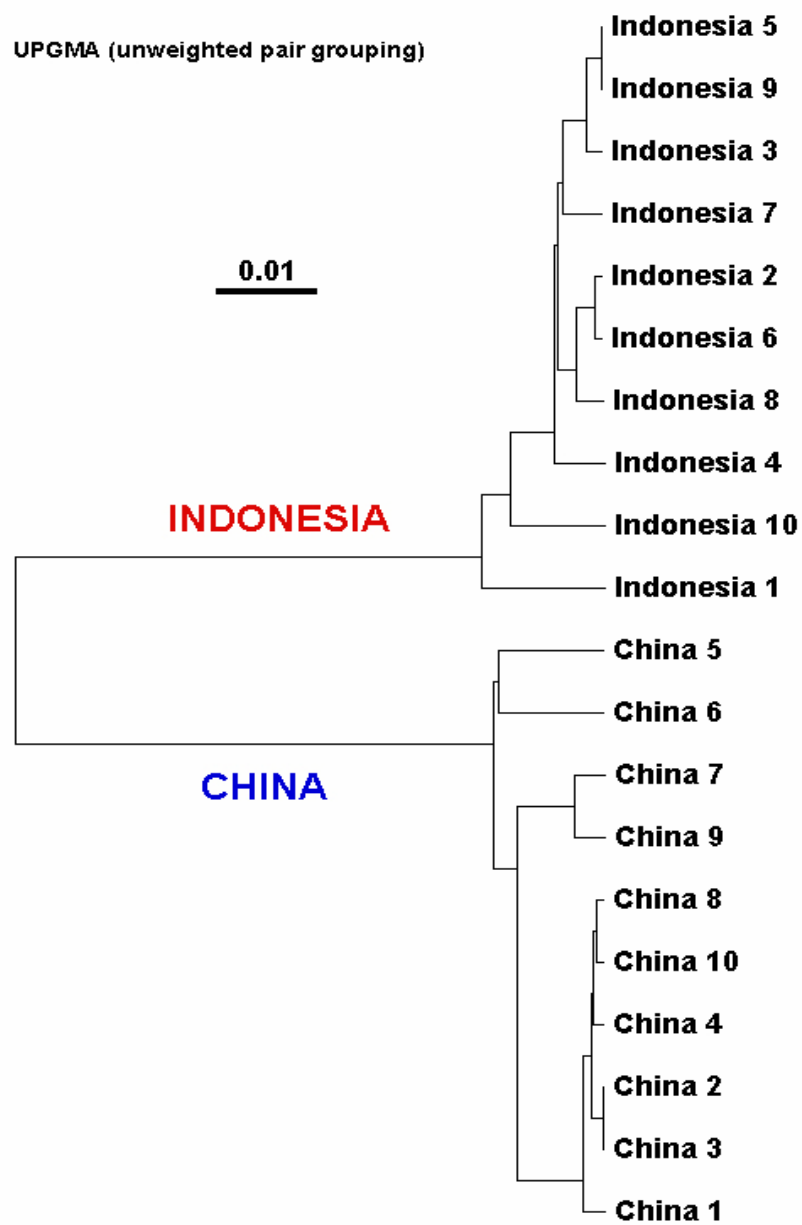 UPGMA (unweighted pair grouping)
Indonesia 5
Indonesia 9
Indonesia 3
Indonesia 7
0.01
Indonesia 2
Indonesia 6
Indonesia 8
Indonesia 4
INDONESIA
Indonesia 10
Indonesia 1
China 5
China 6
CHINA
China 7
China 9
China 8
China 10
China 4
China 2
China 3
China 1